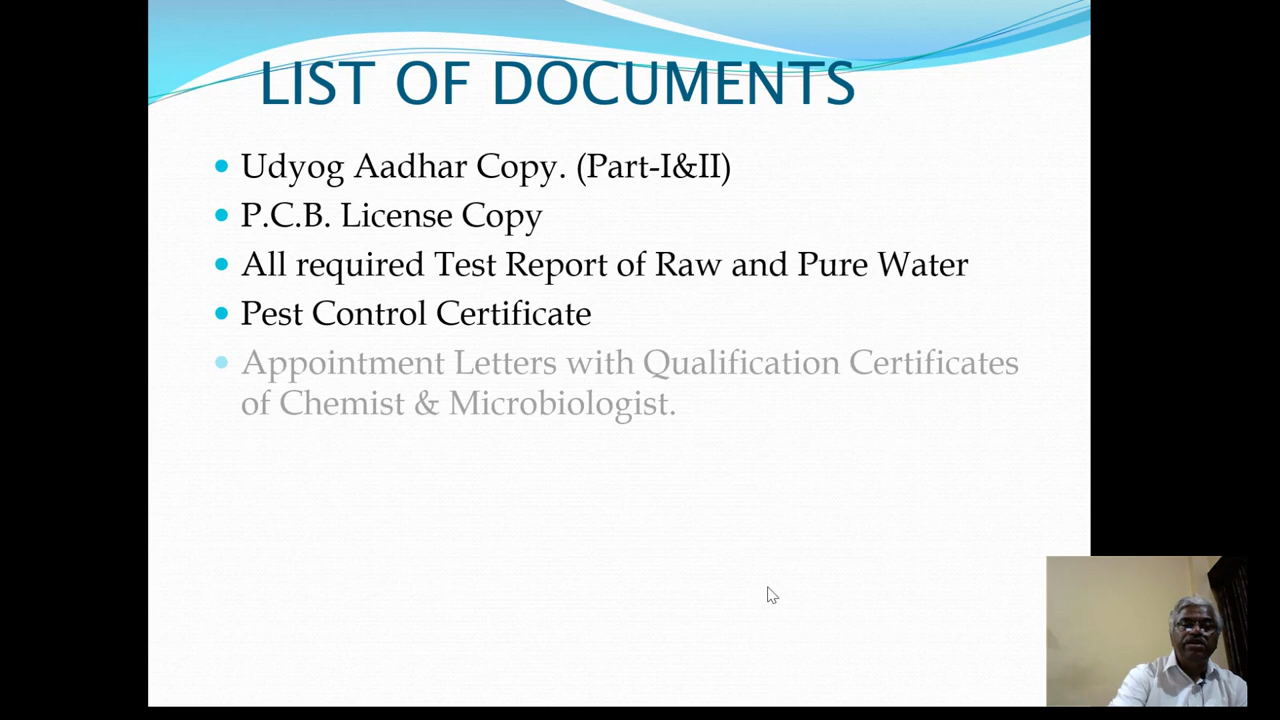 LIST OF DOCUMENTS
Udyog Aadhar Copy. (Part-I&II)
P.C.B. License Copy
All required Test Report of Raw and Pure Water
Pest Control Certificate
Appointment Letters with Qualification Certificates
of Chemist & Microbiologist.